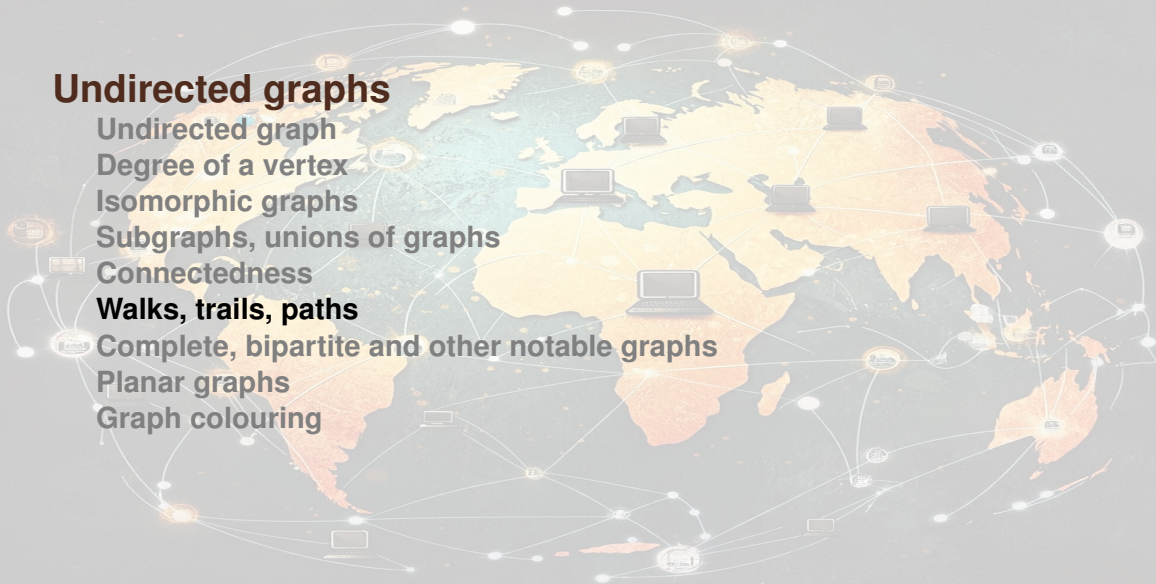 Undirected graphs
Undirected graph
Degree of a vertex
Isomorphic graphs
Subgraphs, unions of graphs
Connectedness
Walks, trails, paths
Complete, bipartite and other notable graphs
Planar graphs
Graph colouring